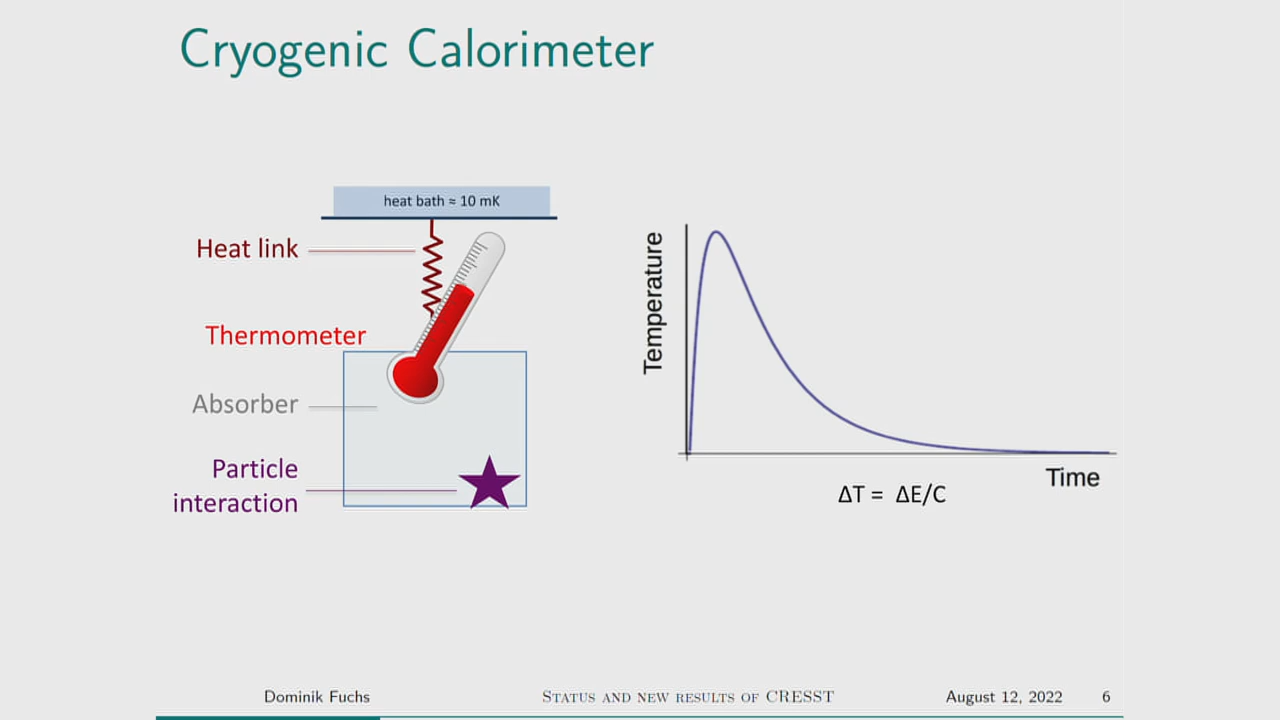 Cryogenic Calorimeter
heat bath ≈ 10 mK
Heat link
Thermometer
Absorber
Particle
interaction
Temperature
Time
ΔT = ΔE/C
Dominik Fuchs
STATUS AND NEW RESULTS OF CRESST
August 12, 2022
6